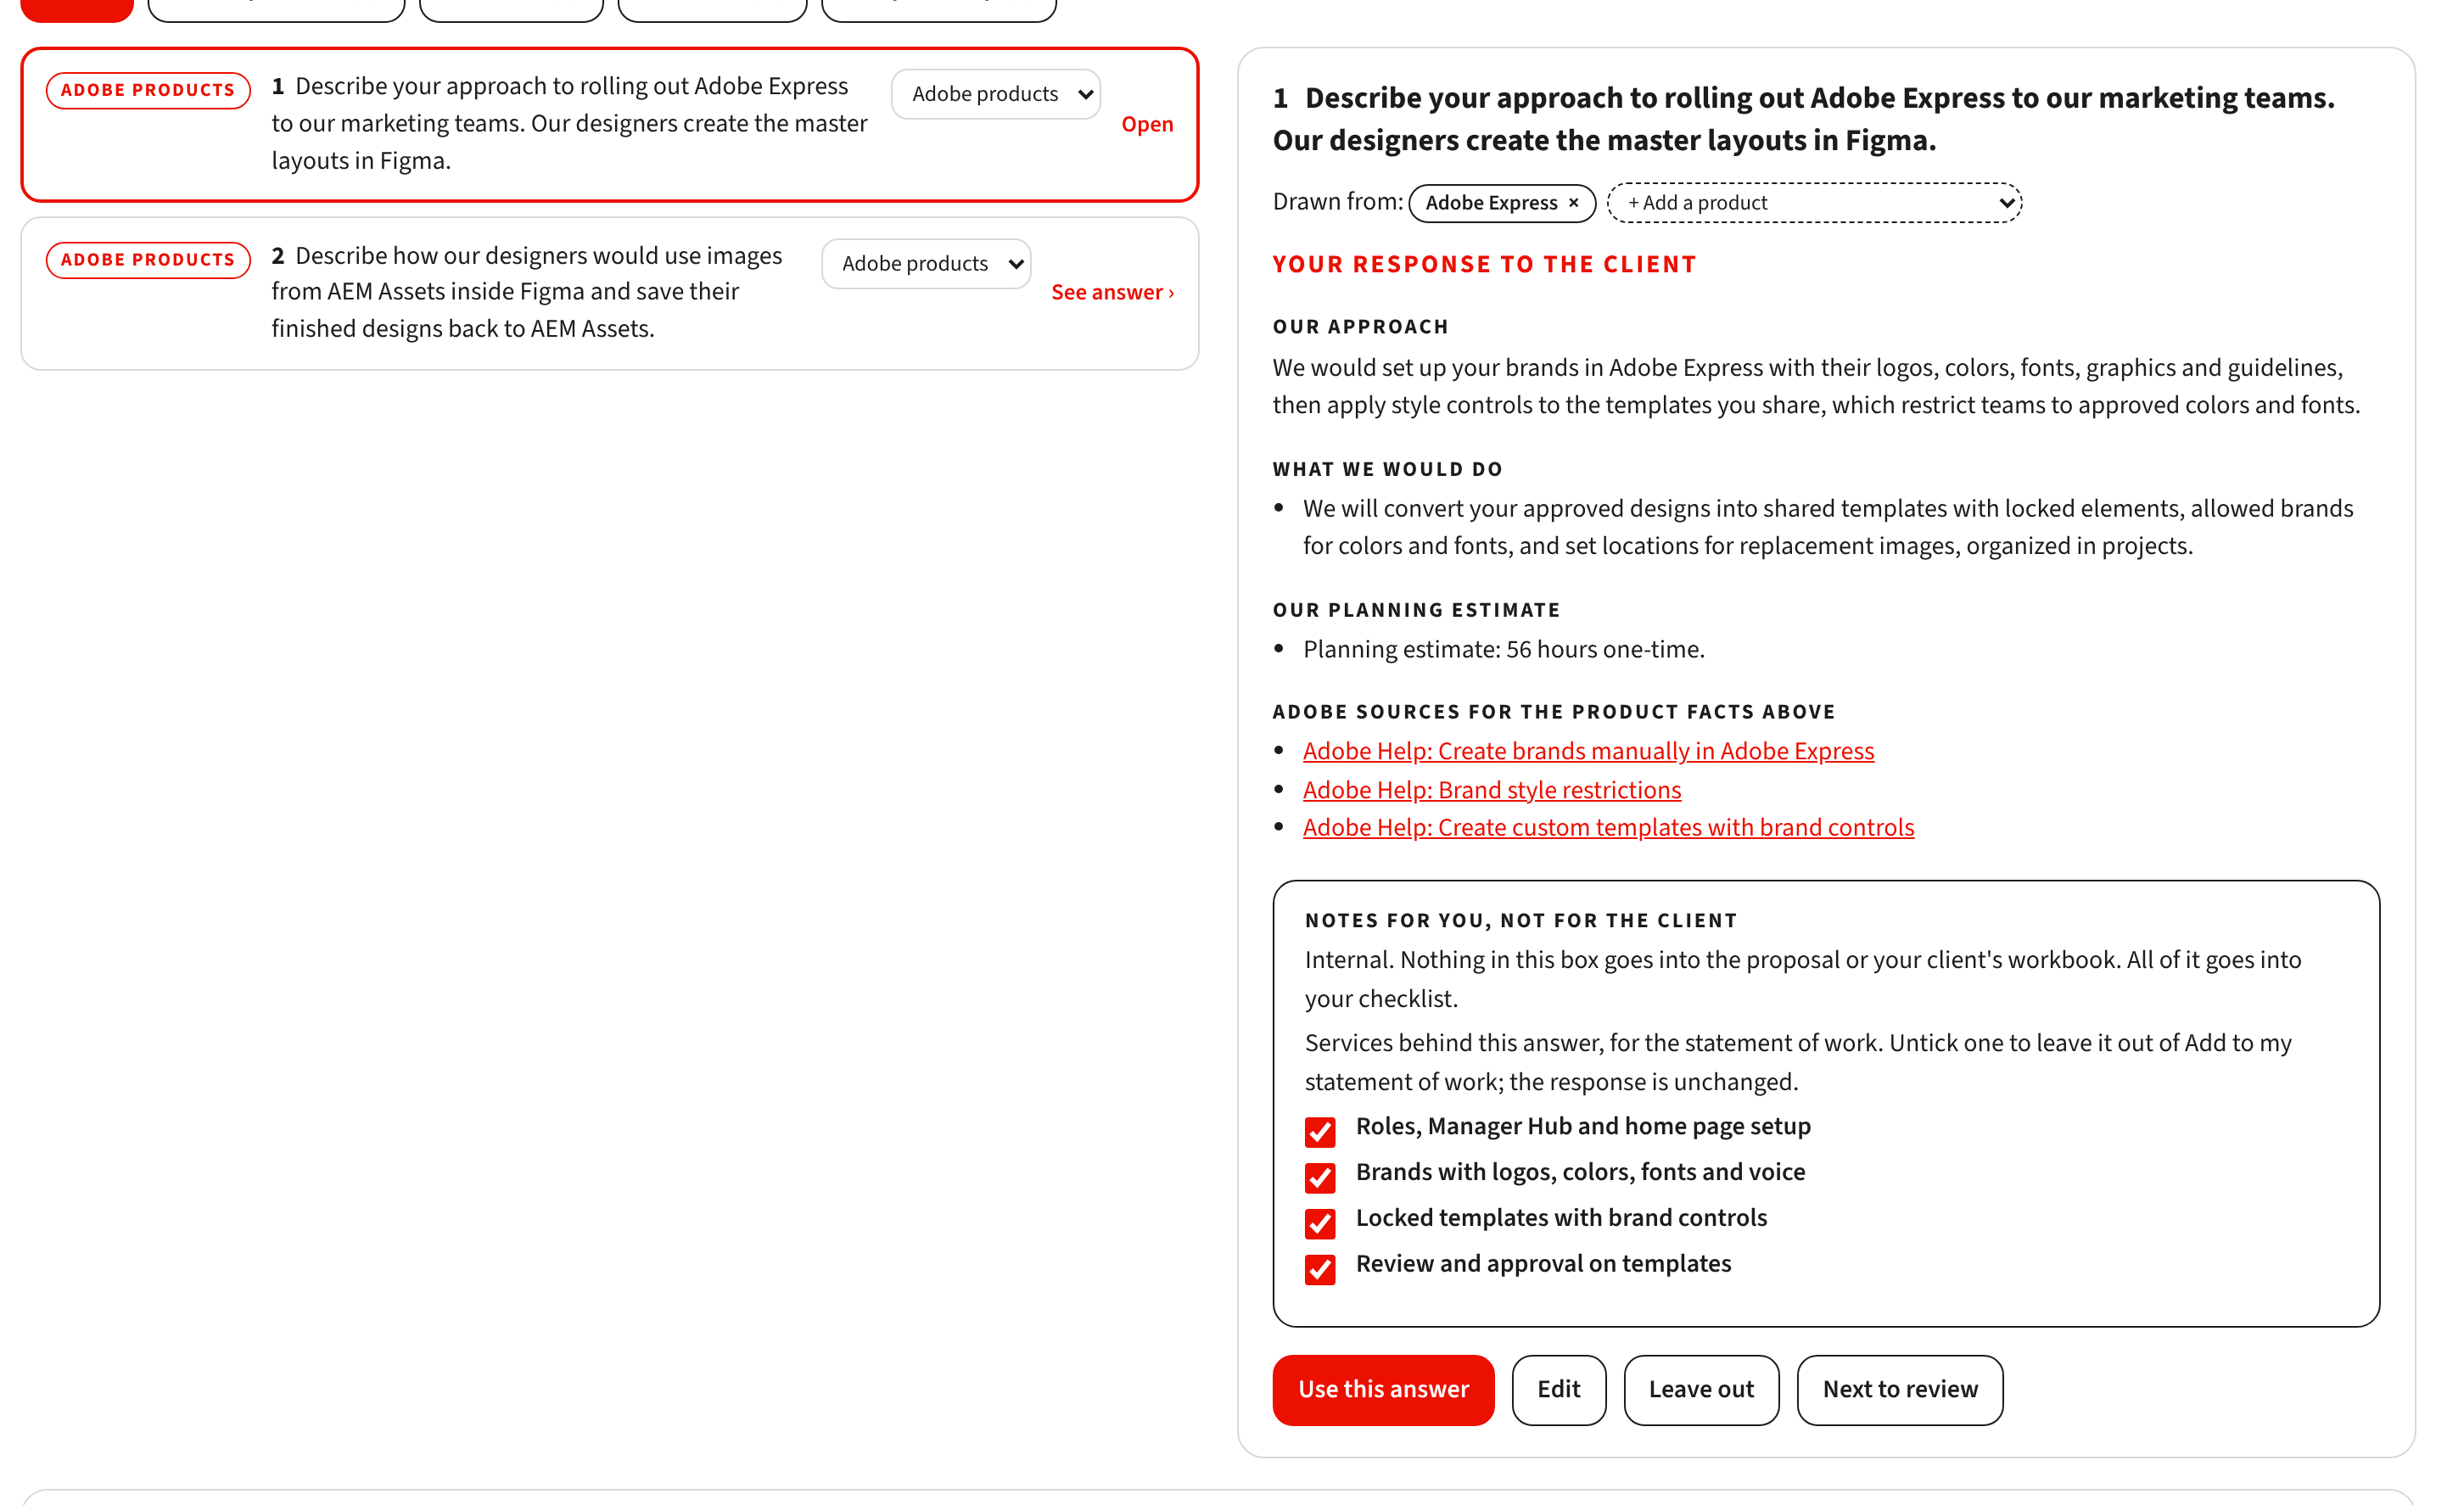 ADOBE PRODUCTS
1 Describe your approach to rolling out Adobe Express
to our marketing teams. Our designers create the master
layouts in Figma.
Adobe products
Open
ADOBE PRODUCTS
2 Describe how our designers would use images
from AEM Assets inside Figma and save their
finished designs back to AEM Assets.
Adobe products
See answer ›
1 Describe your approach to rolling out Adobe Express to our marketing teams.
Our designers create the master layouts in Figma.
Drawn from: Adobe Express × + Add a product
YOUR RESPONSE TO THE CLIENT
OUR APPROACH
We would set up your brands in Adobe Express with their logos, colors, fonts, graphics and guidelines,
then apply style controls to the templates you share, which restrict teams to approved colors and fonts.
WHAT WE WOULD DO
• We will convert your approved designs into shared templates with locked elements, allowed brands
for colors and fonts, and set locations for replacement images, organized in projects.
OUR PLANNING ESTIMATE
• Planning estimate: 56 hours one-time.
ADOBE SOURCES FOR THE PRODUCT FACTS ABOVE
• Adobe Help: Create brands manually in Adobe Express
• Adobe Help: Brand style restrictions
• Adobe Help: Create custom templates with brand controls
NOTES FOR YOU, NOT FOR THE CLIENT
Internal. Nothing in this box goes into the proposal or your client's workbook. All of it goes into
your checklist.
Services behind this answer, for the statement of work. Untick one to leave it out of Add to my
statement of work; the response is unchanged.
Roles, Manager Hub and home page setup
Brands with logos, colors, fonts and voice
Locked templates with brand controls
Review and approval on templates
Use this answer
Edit
Leave out
Next to review